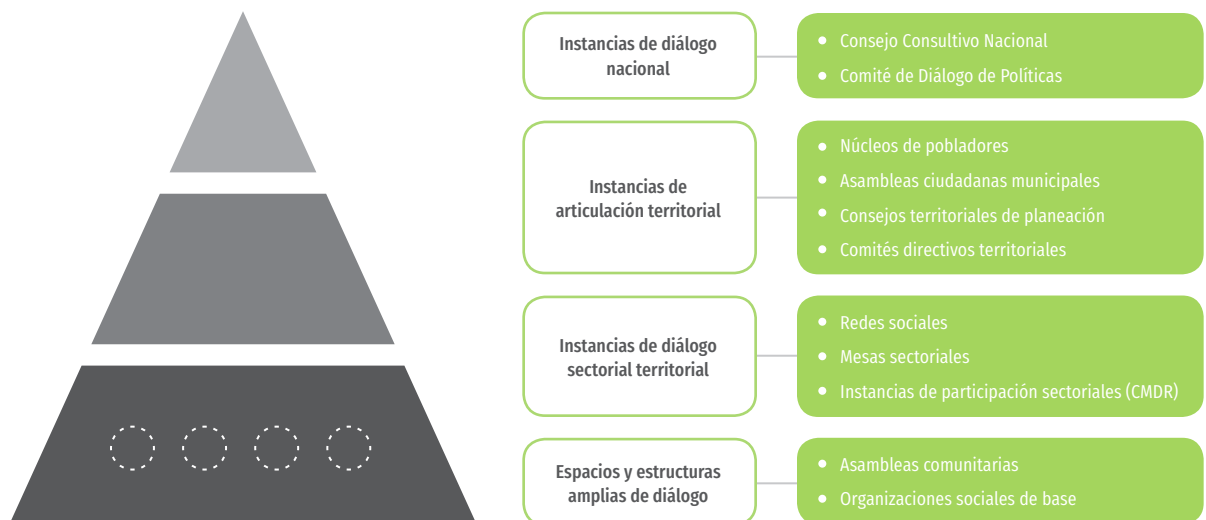 Instancias de diálogo
nacional
Consejo Consultivo Nacional
Comité de Diálogo de Políticas
Instancias de
articulación territorial
Núcleos de pobladores
Asambleas ciudadanas municipales
Consejos territoriales de planeación
Comités directivos territoriales
Instancias de diálogo
sectorial territorial
Redes sociales
Mesas sectoriales
Instancias de participación sectoriales (CMDR)
Espacios y estructuras
amplias de diálogo
Asambleas comunitarias
Organizaciones sociales de base